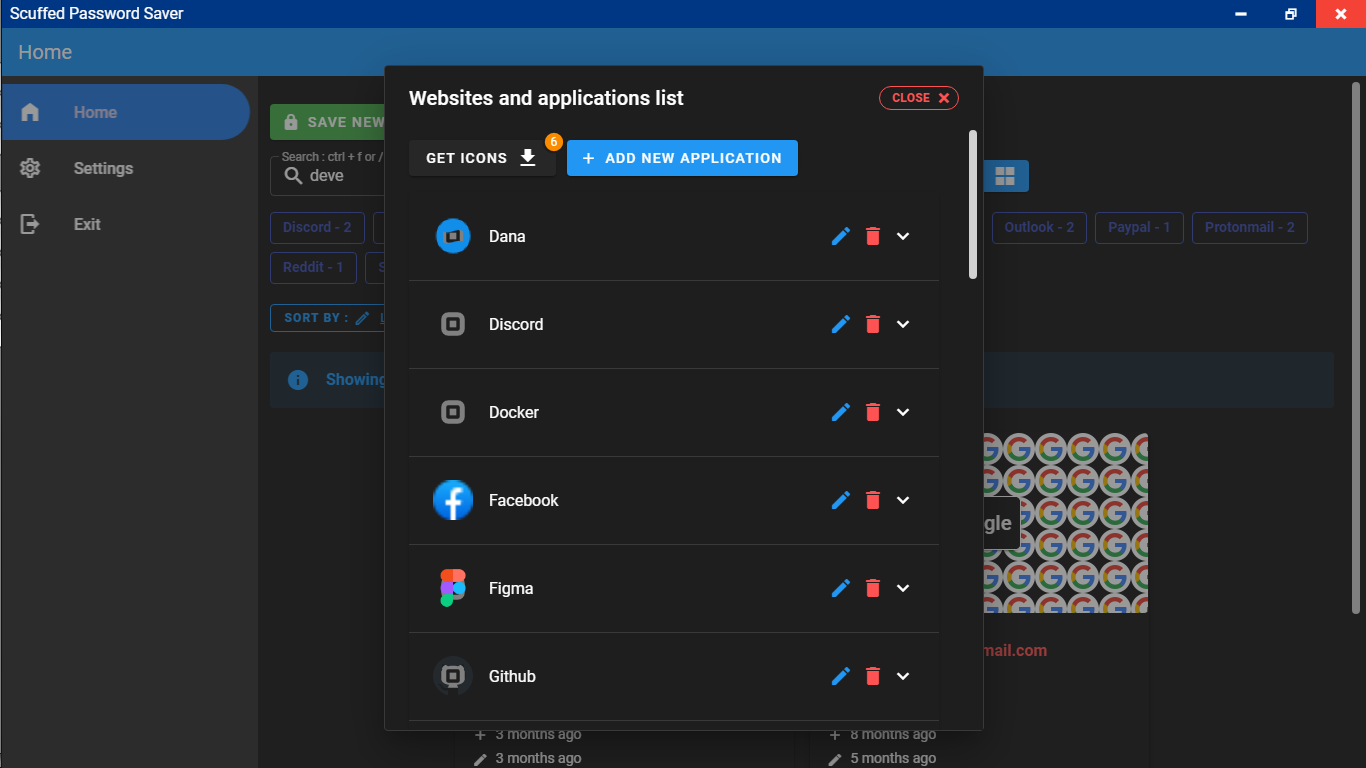 Scuffed Password Saver
Home
Home
Settings
Exit
SAVE NEW
Search : ctrl + f or /
deve
Discord - 2
Outlook - 2
Paypal - 1
Protonmail - 2
Reddit - 1
S
SORT BY :
Showing
Websites and applications list
CLOSE
GET ICONS
6
+ ADD NEW APPLICATION
Dana
Discord
Docker
Facebook
Figma
Github
gle
mail.com
3 months ago
3 months ago
8 months ago
5 months ago